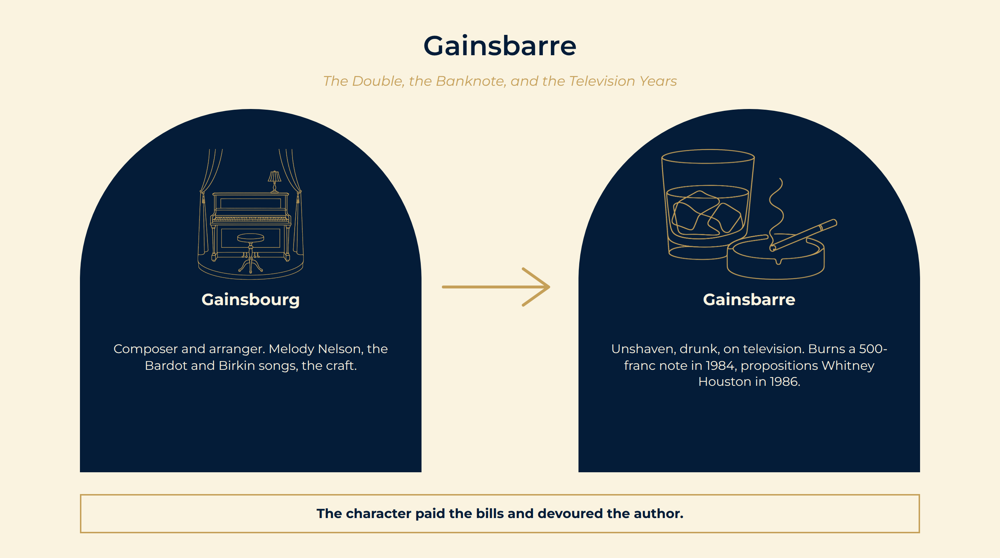 Gainsbarre
The Double, the Banknote, and the Television Years
Gainsbourg
Composer and arranger. Melody Nelson, the
Bardot and Birkin songs, the craft.
Gainsbarre
Unshaven, drunk, on television. Burns a 500-
franc note in 1984, propositions Whitney
Houston in 1986.
The character paid the bills and devoured the author.